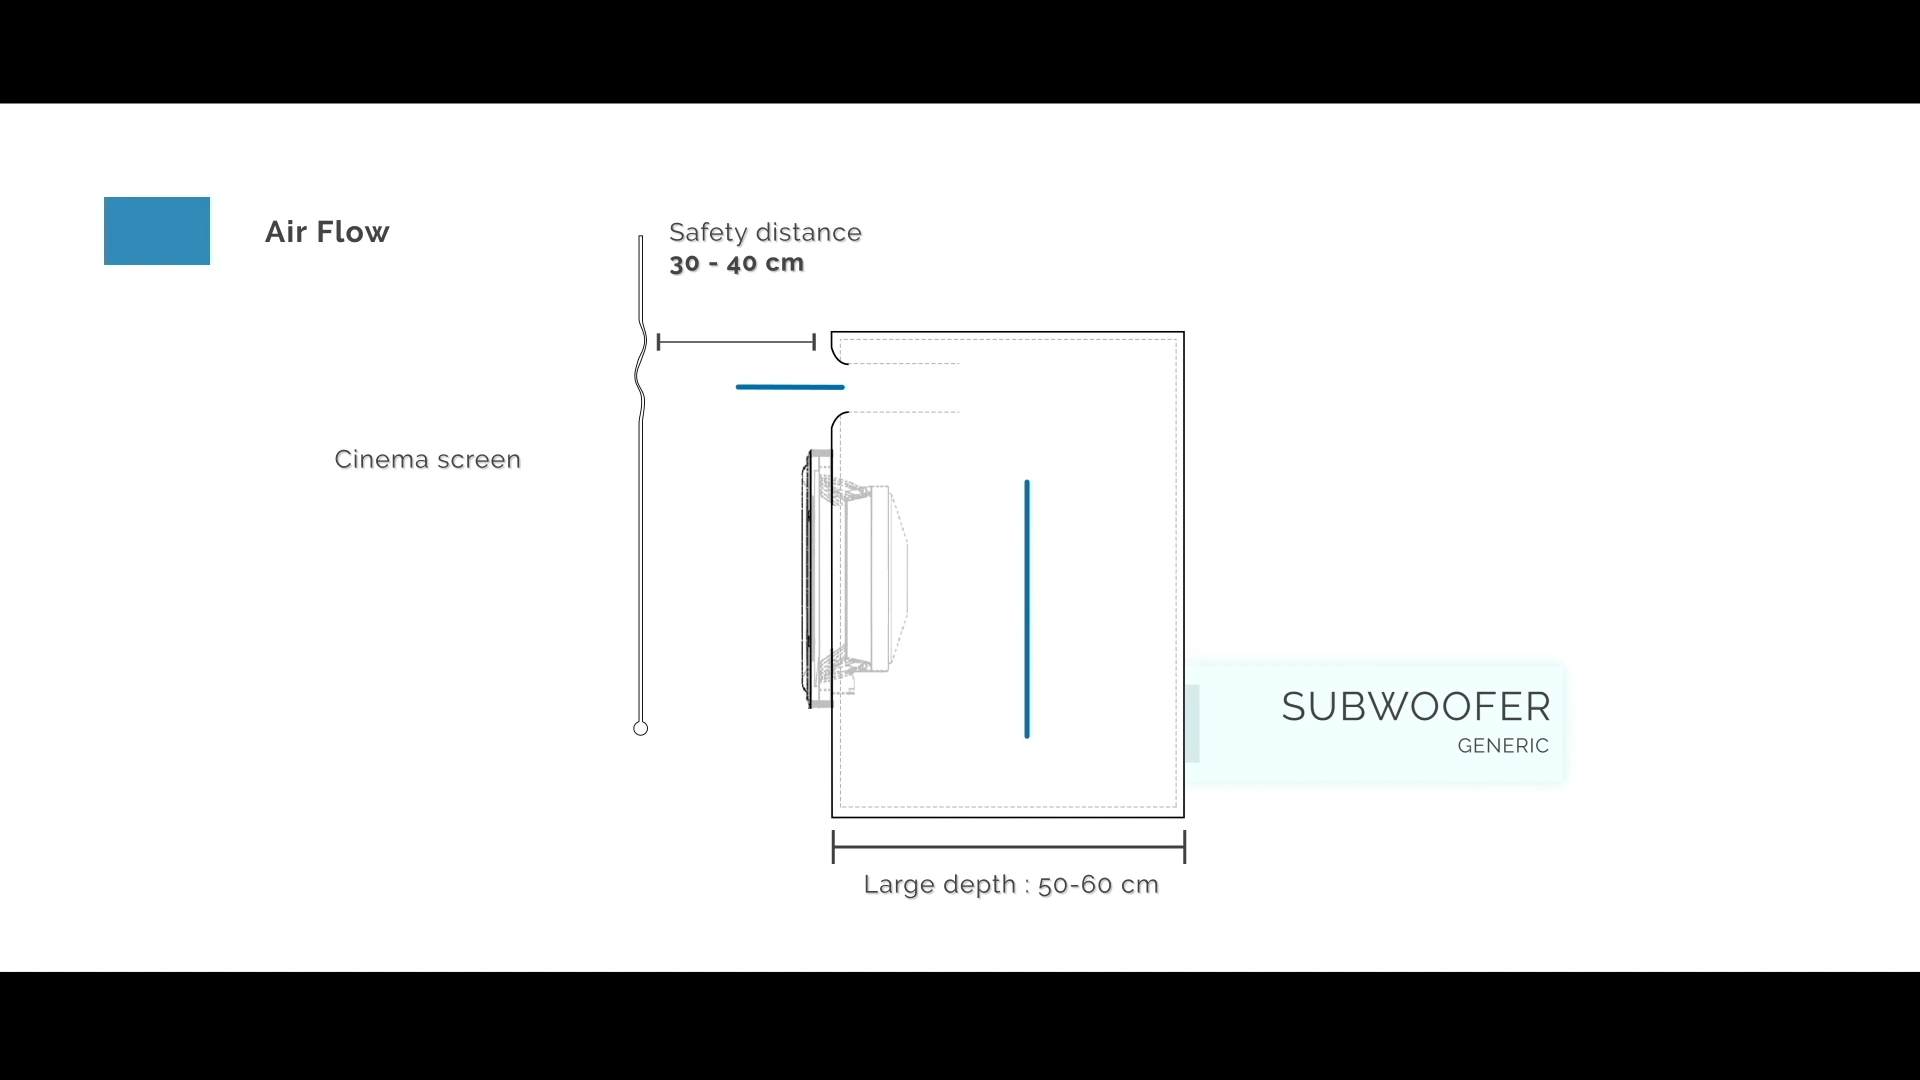 Air Flow
Safety distance
30 - 40 cm
Cinema screen
SUBWOOFER
GENERIC
Large depth : 50-60 cm